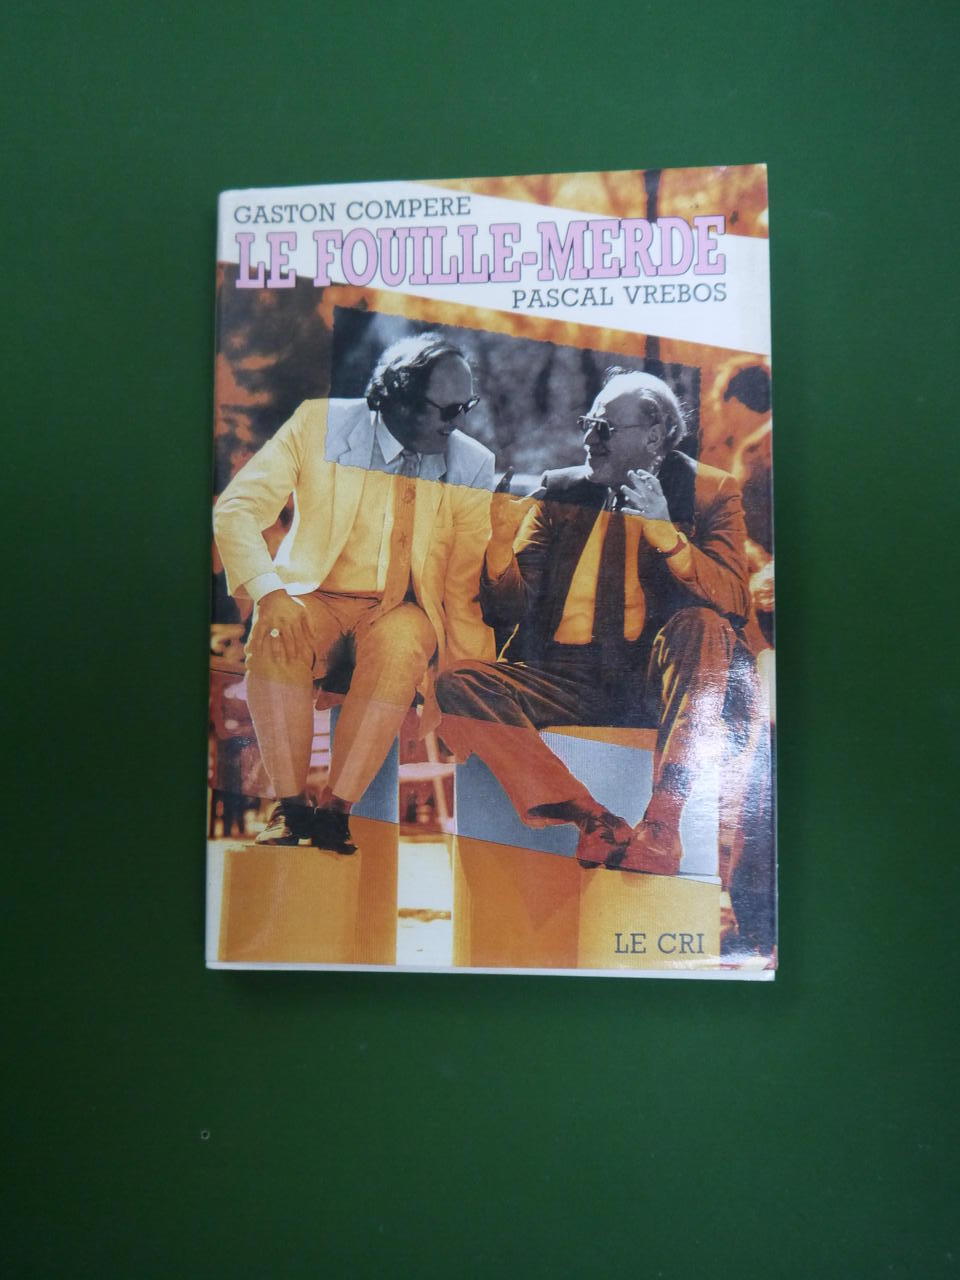 GASTON COMPERE
LE FOUILLE-MERDE
PASCAL VREBOS
LE CRI